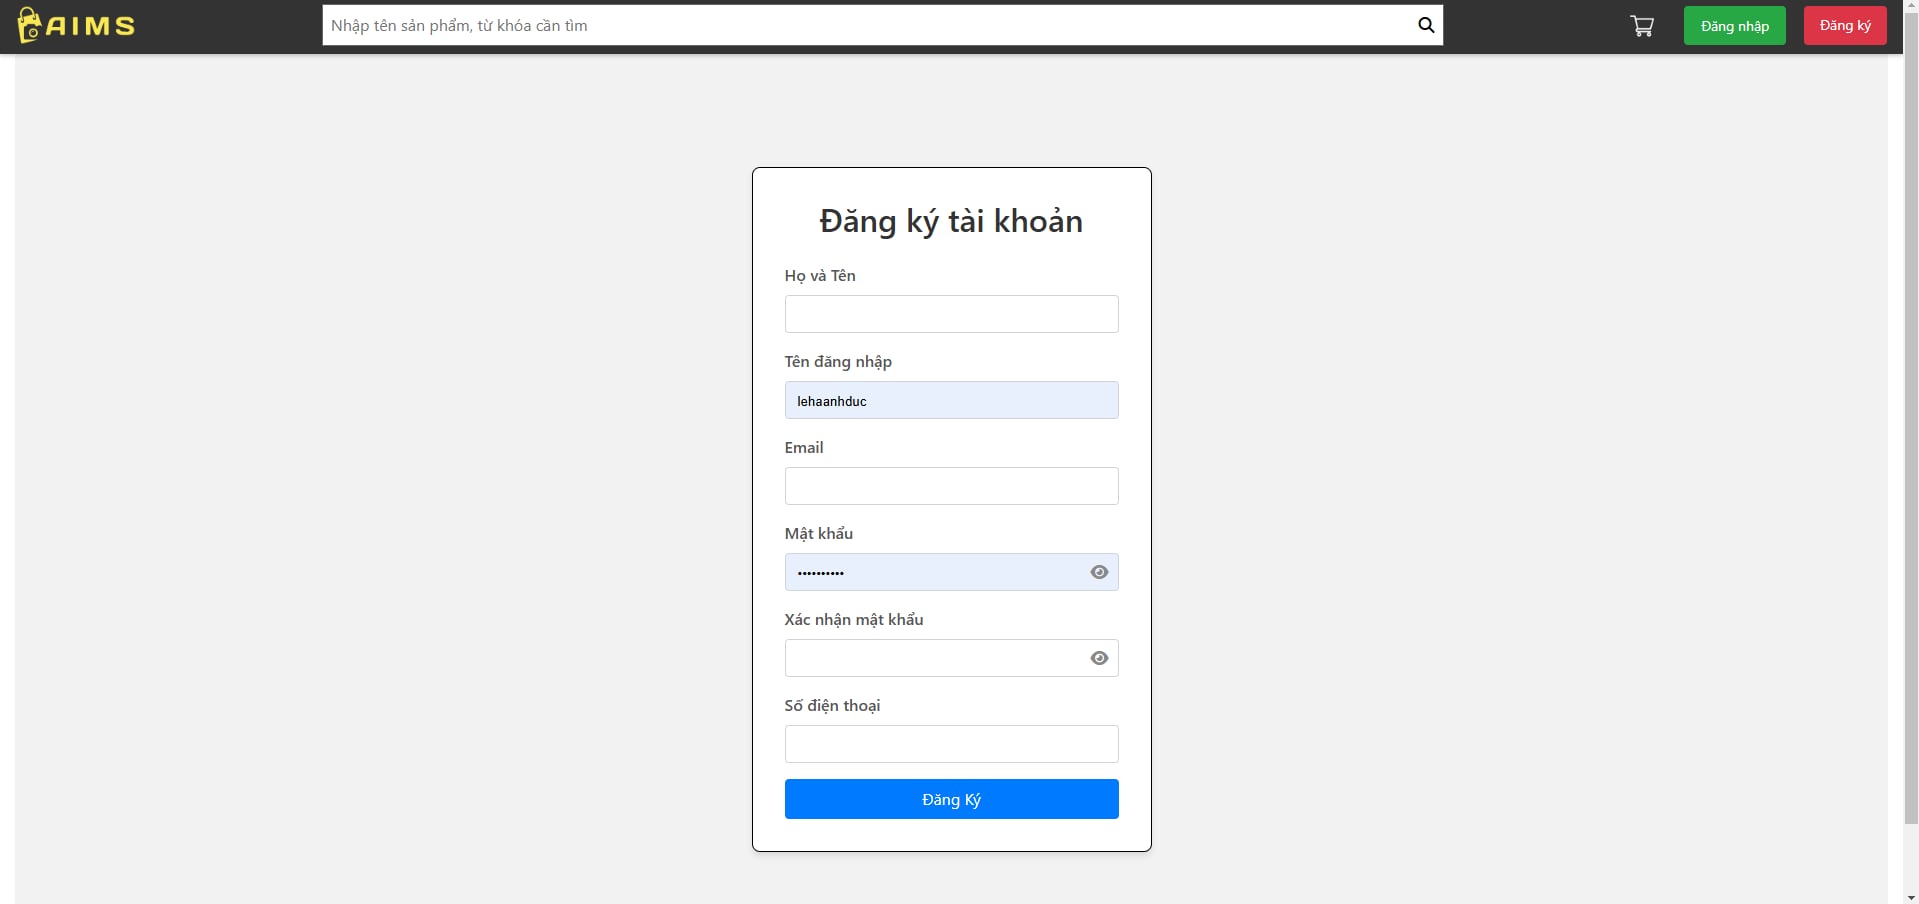 AIMS
Nhập tên sản phẩm, từ khóa cần tìm
Đăng nhập
Đăng ký
Đăng ký tài khoản
Họ và Tên
Tên đăng nhập
lehaanhduc
Email
Mật khẩu
••••••••••
Xác nhận mật khẩu
Số điện thoại
Đăng Ký